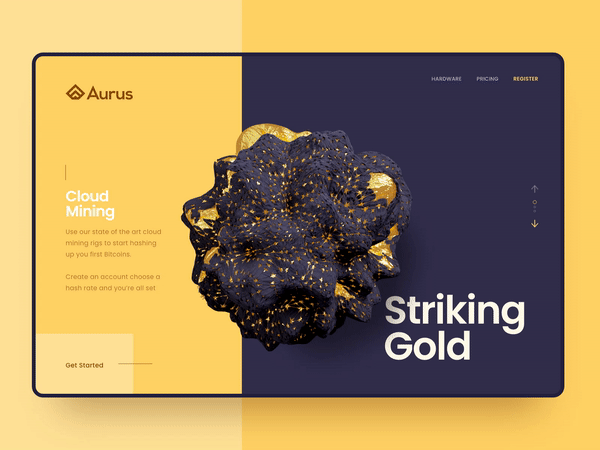 Aurus
HARDWARE PRICING REGISTER
Cloud
Mining
Use our state of the art cloud
mining rigs to start hashing
up you first Bitcoins.
Create an account choose a
hash rate and you're all set
Striking
Gold
Get Started